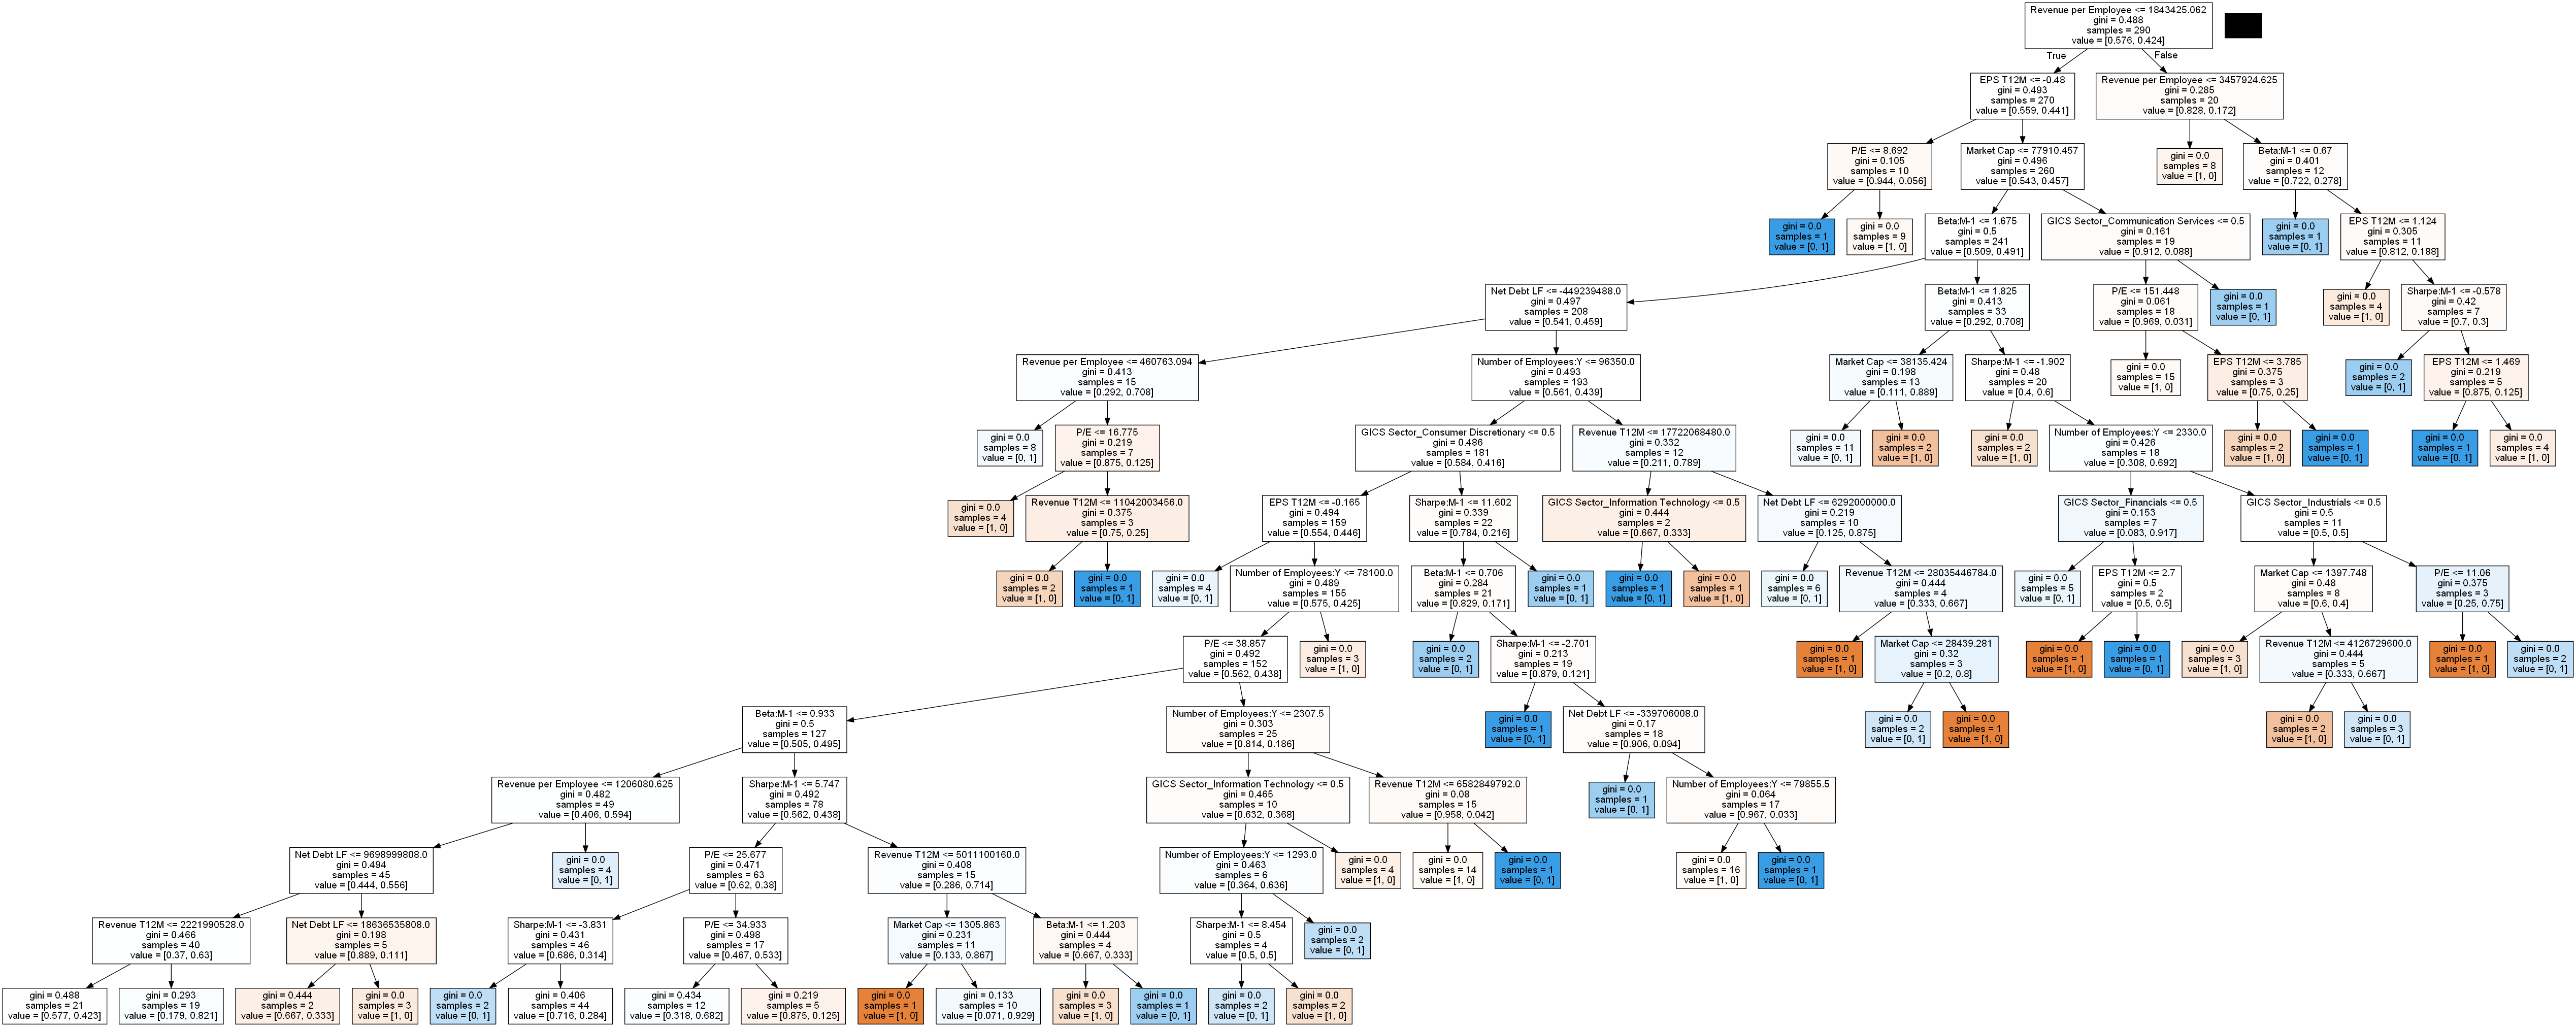 Revenue per Employee <= 1843425.062
gini = 0.488
samples = 290
value = [0.576, 0.424]
True
False
EPS T12M <= -0.48
gini = 0.493
samples = 270
value = [0.559, 0.441]
Revenue per Employee <= 3457924.625
gini = 0.285
samples = 20
value = [0.828, 0.172]
P/E <= 8.692
gini = 0.105
samples = 10
value = [0.944, 0.056]
Market Cap <= 77910.457
gini = 0.496
samples = 260
value = [0.543, 0.457]
gini = 0.0
samples = 8
value = [1, 0]
Beta:M-1 <= 0.67
gini = 0.401
samples = 12
value = [0.722, 0.278]
gini = 0.0
samples = 1
value = [0, 1]
gini = 0.0
samples = 9
value = [1, 0]
Beta:M-1 <= 1.675
gini = 0.5
samples = 241
value = [0.509, 0.491]
GICS Sector_Communication Services <= 0.5
gini = 0.161
samples = 19
value = [0.912, 0.088]
gini = 0.0
samples = 1
value = [0, 1]
EPS T12M <= 1.124
gini = 0.305
samples = 11
value = [0.812, 0.188]
Net Debt LF <= -449239488.0
gini = 0.497
samples = 208
value = [0.541, 0.459]
Beta:M-1 <= 1.825
gini = 0.413
samples = 33
value = [0.292, 0.708]
P/E <= 151.448
gini = 0.061
samples = 18
value = [0.969, 0.031]
gini = 0.0
samples = 1
value = [0, 1]
gini = 0.0
samples = 4
value = [1, 0]
Sharpe:M-1 <= -0.578
gini = 0.42
samples = 7
value = [0.7, 0.3]
Revenue per Employee <= 460763.094
gini = 0.413
samples = 15
value = [0.292, 0.708]
Number of Employees:Y <= 96350.0
gini = 0.493
samples = 193
value = [0.561, 0.439]
Market Cap <= 38135.424
gini = 0.198
samples = 13
value = [0.111, 0.889]
Sharpe:M-1 <= -1.902
gini = 0.48
samples = 20
value = [0.4, 0.6]
gini = 0.0
samples = 15
value = [1, 0]
EPS T12M <= 3.785
gini = 0.375
samples = 3
value = [0.75, 0.25]
gini = 0.0
samples = 2
value = [0, 1]
EPS T12M <= 1.469
gini = 0.219
samples = 5
value = [0.875, 0.125]
gini = 0.0
samples = 8
value = [0, 1]
P/E <= 16.775
gini = 0.219
samples = 7
value = [0.875, 0.125]
GICS Sector_Consumer Discretionary <= 0.5
gini = 0.486
samples = 181
value = [0.584, 0.416]
Revenue T12M <= 17722068480.0
gini = 0.332
samples = 12
value = [0.211, 0.789]
gini = 0.0
samples = 11
value = [0, 1]
gini = 0.0
samples = 2
value = [1, 0]
gini = 0.0
samples = 2
value = [1, 0]
Number of Employees:Y <= 2330.0
gini = 0.426
samples = 18
value = [0.308, 0.692]
gini = 0.0
samples = 2
value = [1, 0]
gini = 0.0
samples = 1
value = [0, 1]
gini = 0.0
samples = 1
value = [0, 1]
gini = 0.0
samples = 4
value = [1, 0]
gini = 0.0
samples = 4
value = [1, 0]
Revenue T12M <= 11042003456.0
gini = 0.375
samples = 3
value = [0.75, 0.25]
EPS T12M <= -0.165
gini = 0.494
samples = 159
value = [0.554, 0.446]
Sharpe:M-1 <= 11.602
gini = 0.339
samples = 22
value = [0.784, 0.216]
GICS Sector_Information Technology <= 0.5
gini = 0.444
samples = 2
value = [0.667, 0.333]
Net Debt LF <= 6292000000.0
gini = 0.219
samples = 10
value = [0.125, 0.875]
GICS Sector_Financials <= 0.5
gini = 0.153
samples = 7
value = [0.083, 0.917]
GICS Sector_Industrials <= 0.5
gini = 0.5
samples = 11
value = [0.5, 0.5]
gini = 0.0
samples = 2
value = [1, 0]
gini = 0.0
samples = 1
value = [0, 1]
gini = 0.0
samples = 4
value = [0, 1]
Number of Employees:Y <= 78100.0
gini = 0.489
samples = 155
value = [0.575, 0.425]
Beta:M-1 <= 0.706
gini = 0.284
samples = 21
value = [0.829, 0.171]
gini = 0.0
samples = 1
value = [0, 1]
gini = 0.0
samples = 1
value = [0, 1]
gini = 0.0
samples = 1
value = [1, 0]
gini = 0.0
samples = 6
value = [0, 1]
Revenue T12M <= 28035446784.0
gini = 0.444
samples = 4
value = [0.333, 0.667]
gini = 0.0
samples = 5
value = [0, 1]
EPS T12M <= 2.7
gini = 0.5
samples = 2
value = [0.5, 0.5]
Market Cap <= 1397.748
gini = 0.48
samples = 8
value = [0.6, 0.4]
P/E <= 11.06
gini = 0.375
samples = 3
value = [0.25, 0.75]
P/E <= 38.857
gini = 0.492
samples = 152
value = [0.562, 0.438]
gini = 0.0
samples = 3
value = [1, 0]
gini = 0.0
samples = 2
value = [0, 1]
Sharpe:M-1 <= -2.701
gini = 0.213
samples = 19
value = [0.879, 0.121]
gini = 0.0
samples = 1
value = [1, 0]
Market Cap <= 28439.281
gini = 0.32
samples = 3
value = [0.2, 0.8]
gini = 0.0
samples = 1
value = [1, 0]
gini = 0.0
samples = 1
value = [0, 1]
gini = 0.0
samples = 3
value = [1, 0]
Revenue T12M <= 4126729600.0
gini = 0.444
samples = 5
value = [0.333, 0.667]
gini = 0.0
samples = 1
value = [1, 0]
gini = 0.0
samples = 2
value = [0, 1]
Beta:M-1 <= 0.933
gini = 0.5
samples = 127
value = [0.505, 0.495]
Number of Employees:Y <= 2307.5
gini = 0.303
samples = 25
value = [0.814, 0.186]
gini = 0.0
samples = 1
value = [0, 1]
Net Debt LF <= -339706008.0
gini = 0.17
samples = 18
value = [0.906, 0.094]
gini = 0.0
samples = 2
value = [0, 1]
gini = 0.0
samples = 1
value = [1, 0]
gini = 0.0
samples = 2
value = [1, 0]
gini = 0.0
samples = 3
value = [0, 1]
Revenue per Employee <= 1206080.625
gini = 0.482
samples = 49
value = [0.406, 0.594]
Sharpe:M-1 <= 5.747
gini = 0.492
samples = 78
value = [0.562, 0.438]
GICS Sector_Information Technology <= 0.5
gini = 0.465
samples = 10
value = [0.632, 0.368]
Revenue T12M <= 6582849792.0
gini = 0.08
samples = 15
value = [0.958, 0.042]
gini = 0.0
samples = 1
value = [0, 1]
Number of Employees:Y <= 79855.5
gini = 0.064
samples = 17
value = [0.967, 0.033]
Net Debt LF <= 9698999808.0
gini = 0.494
samples = 45
value = [0.444, 0.556]
gini = 0.0
samples = 4
value = [0, 1]
P/E <= 25.677
gini = 0.471
samples = 63
value = [0.62, 0.38]
Revenue T12M <= 5011100160.0
gini = 0.408
samples = 15
value = [0.286, 0.714]
Number of Employees:Y <= 1293.0
gini = 0.463
samples = 6
value = [0.364, 0.636]
gini = 0.0
samples = 4
value = [1, 0]
gini = 0.0
samples = 14
value = [1, 0]
gini = 0.0
samples = 1
value = [0, 1]
gini = 0.0
samples = 16
value = [1, 0]
gini = 0.0
samples = 1
value = [0, 1]
Revenue T12M <= 2221990528.0
gini = 0.466
samples = 40
value = [0.37, 0.63]
Net Debt LF <= 18636535808.0
gini = 0.198
samples = 5
value = [0.889, 0.111]
Sharpe:M-1 <= -3.831
gini = 0.431
samples = 46
value = [0.686, 0.314]
P/E <= 34.933
gini = 0.498
samples = 17
value = [0.467, 0.533]
Market Cap <= 1305.863
gini = 0.231
samples = 11
value = [0.133, 0.867]
Beta:M-1 <= 1.203
gini = 0.444
samples = 4
value = [0.667, 0.333]
Sharpe:M-1 <= 8.454
gini = 0.5
samples = 4
value = [0.5, 0.5]
gini = 0.0
samples = 2
value = [0, 1]
gini = 0.488
samples = 21
value = [0.577, 0.423]
gini = 0.293
samples = 19
value = [0.179, 0.821]
gini = 0.444
samples = 2
value = [0.667, 0.333]
gini = 0.0
samples = 3
value = [1, 0]
gini = 0.0
samples = 2
value = [0, 1]
gini = 0.406
samples = 44
value = [0.716, 0.284]
gini = 0.434
samples = 12
value = [0.318, 0.682]
gini = 0.219
samples = 5
value = [0.875, 0.125]
gini = 0.0
samples = 1
value = [1, 0]
gini = 0.133
samples = 10
value = [0.071, 0.929]
gini = 0.0
samples = 3
value = [1, 0]
gini = 0.0
samples = 1
value = [0, 1]
gini = 0.0
samples = 2
value = [0, 1]
gini = 0.0
samples = 2
value = [1, 0]